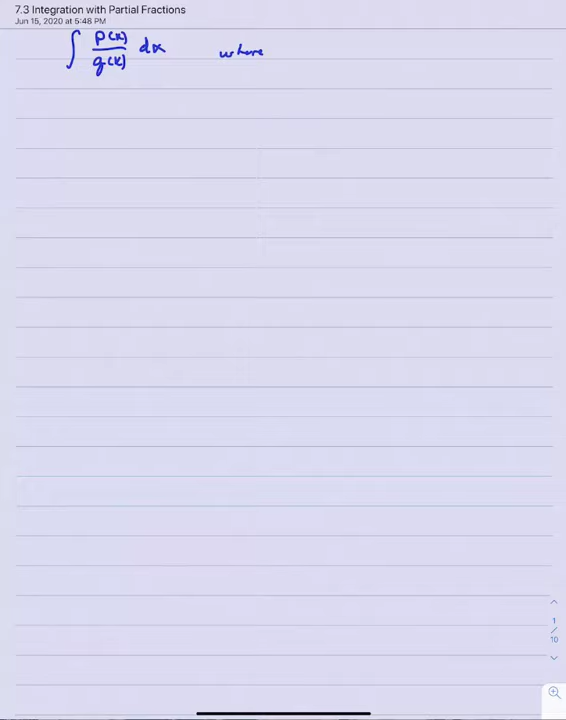 7.3 Integration with Partial Fractions
Jun 15, 2020 at 5:48 PM
∫ p(x)/q(x) dx where
1
/
10